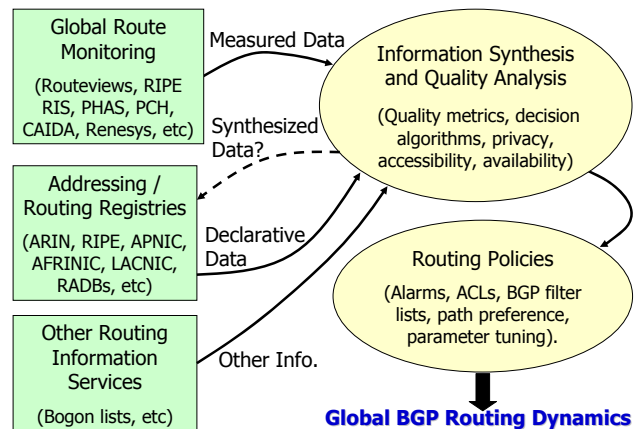 Global Route
Monitoring
(Routeviews, RIPE
RIS, PHAS, PCH,
CAIDA, Renesys, etc)
Measured Data
Information Synthesis
and Quality Analysis
(Quality metrics, decision
algorithms, privacy,
accessibility, availability)
Synthesized
Data?
Addressing /
Routing Registries
(ARIN, RIPE, APNIC,
AFRINIC, LACNIC,
RADBs, etc)
Declarative
Data
Routing Policies
(Alarms, ACLs, BGP filter
lists, path preference,
parameter tuning).
Other Routing
Information
Services
(Bogon lists, etc)
Other Info.
Global BGP Routing Dynamics